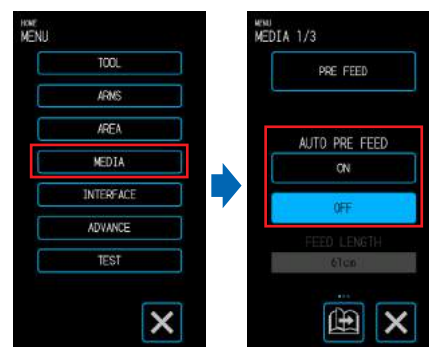 HOME
MENU
TOOL
ARMS
AREA
MEDIA
INTERFACE
ADVANCE
TEST
MENU
MEDIA 1/3
PRE FEED
AUTO PRE FEED
ON
OFF
FEED LENGTH
61cm